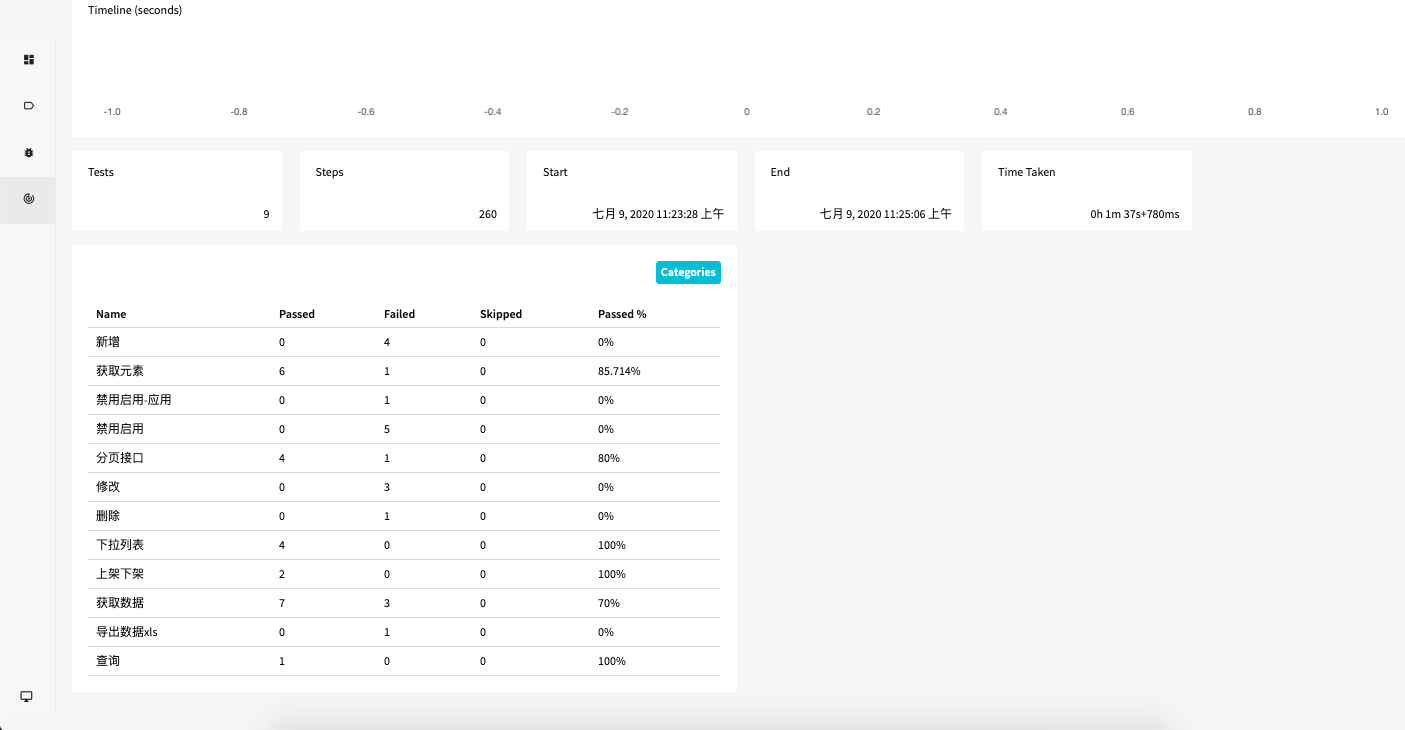 Timeline (seconds)
-1.0 -0.8 -0.6 -0.4 -0.2 0 0.2 0.4 0.6 0.8 1.0
Tests Steps Start End Time Taken
9 260 七月 9, 2020 11:23:28 上午 七月 9, 2020 11:25:06 上午 0h 1m 37s+780ms
Categories
Name Passed Failed Skipped Passed %
新增 0 4 0 0%
获取元素 6 1 0 85.714%
禁用启用-应用 0 1 0 0%
禁用启用 0 5 0 0%
分页接口 4 1 0 80%
修改 0 3 0 0%
删除 0 1 0 0%
下拉列表 4 0 0 100%
上架下架 2 0 0 100%
获取数据 7 3 0 70%
导出数据xls 0 1 0 0%
查询 1 0 0 100%